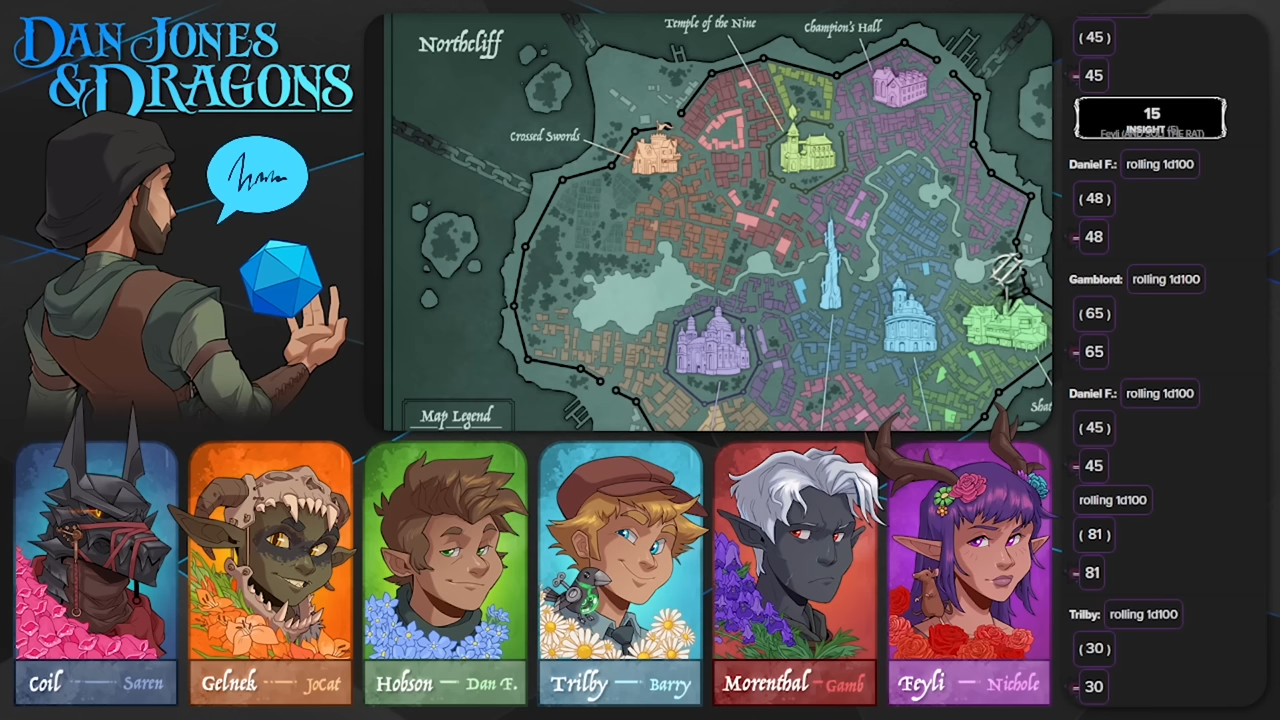 DAN JONES
& DRAGONS
Northcliff
Temple of the Nine
Champion's Hall
Crossed Swords
Map Legend
( 45 )
= 45
15
INSIGHT
Daniel F.: rolling 1d100
( 48 )
= 48
Gamblord: rolling 1d100
( 65 )
= 65
Daniel F.: rolling 1d100
( 45 )
= 45
rolling 1d100
( 81 )
= 81
Trilby: rolling 1d100
( 30 )
= 30
Coil — Saren
Gelnek — JoCat
Hobson — Dan F.
Trilby — Barry
Morenthal — Gamb
Feyli — Nichole